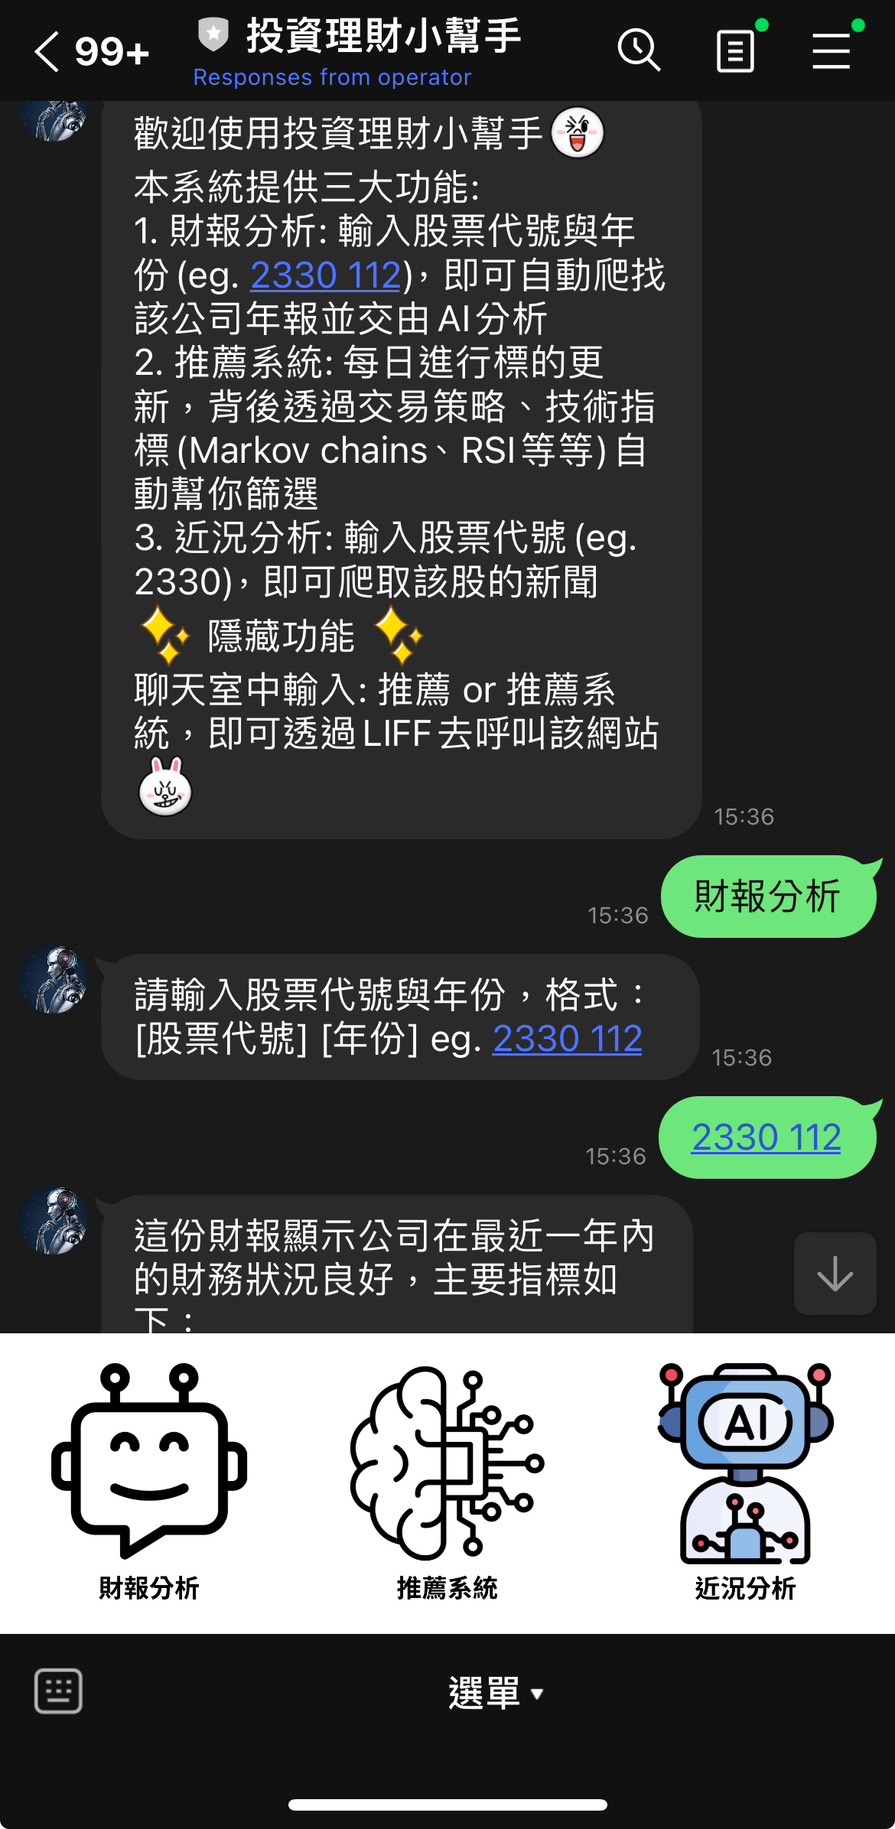 99+
投資理財小幫手
Responses from operator
歡迎使用投資理財小幫手
本系統提供三大功能:
1. 財報分析: 輸入股票代號與年
份 (eg. 2330 112)，即可自動爬找
該公司年報並交由 AI 分析
2. 推薦系統: 每日進行標的更
新，背後透過交易策略、技術指
標 (Markov chains、RSI 等等) 自
動幫你篩選
3. 近況分析: 輸入股票代號 (eg.
2330)，即可爬取該股的新聞
隱藏功能
聊天室中輸入: 推薦 or 推薦系
統，即可透過 LIFF 去呼叫該網站
15:36
財報分析
15:36
請輸入股票代號與年份，格式：
[股票代號] [年份] eg. 2330 112
15:36
2330 112
15:36
這份財報顯示公司在最近一年內
的財務狀況良好，主要指標如
下：
AI
財報分析
推薦系統
近況分析
選單 ▾